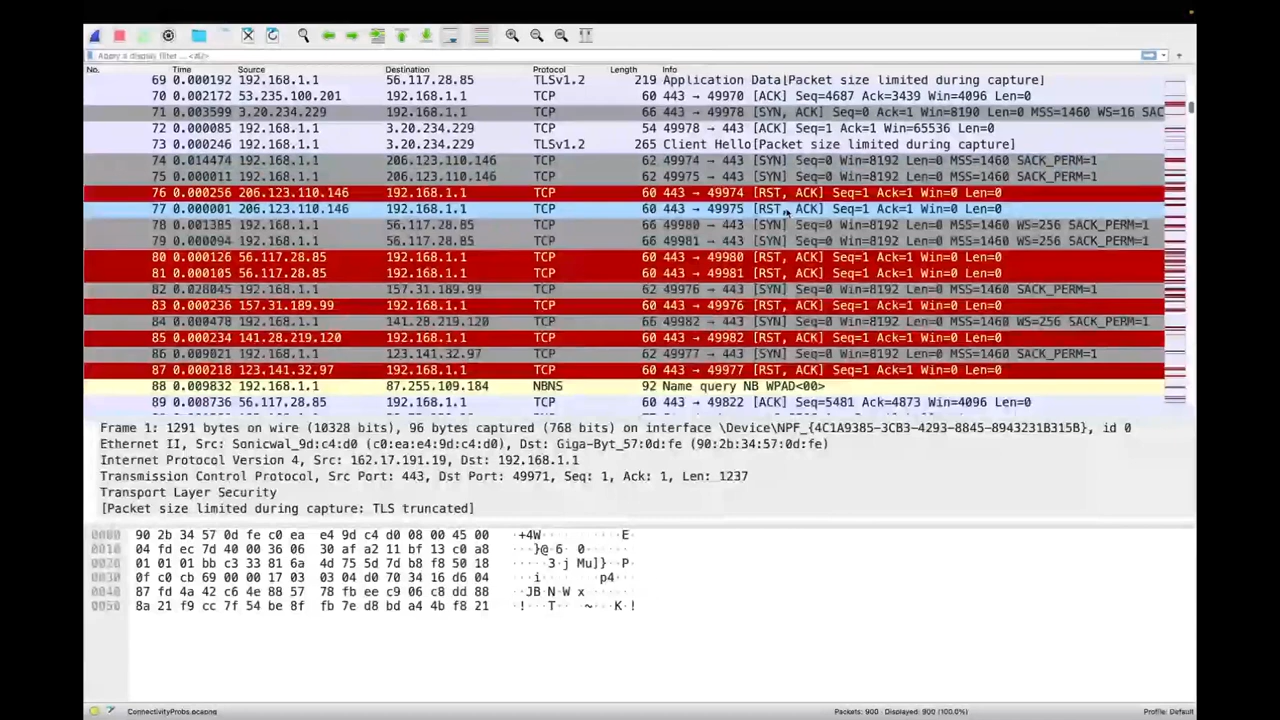 Apply a display filter ... <⌘/>
No. Time Source Destination Protocol Length Info
69 0.000192 192.168.1.1 56.117.28.85 TLSv1.2 219 Application Data[Packet size limited during capture]
70 0.002172 53.235.100.201 192.168.1.1 TCP 60 443 → 49970 [ACK] Seq=4687 Ack=3439 Win=4096 Len=0
71 0.003599 3.20.234.229 192.168.1.1 TCP 66 443 → 49978 [SYN, ACK] Seq=0 Ack=1 Win=8190 Len=0 MSS=1460 WS=16 SAC
72 0.000085 192.168.1.1 3.20.234.229 TCP 54 49978 → 443 [ACK] Seq=1 Ack=1 Win=65536 Len=0
73 0.000246 192.168.1.1 3.20.234.229 TLSv1.2 265 Client Hello[Packet size limited during capture]
74 0.014474 192.168.1.1 206.123.110.146 TCP 62 49974 → 443 [SYN] Seq=0 Win=8192 Len=0 MSS=1460 SACK_PERM=1
75 0.000011 192.168.1.1 206.123.110.146 TCP 62 49975 → 443 [SYN] Seq=0 Win=8192 Len=0 MSS=1460 SACK_PERM=1
76 0.000256 206.123.110.146 192.168.1.1 TCP 60 443 → 49974 [RST, ACK] Seq=1 Ack=1 Win=0 Len=0
77 0.000001 206.123.110.146 192.168.1.1 TCP 60 443 → 49975 [RST, ACK] Seq=1 Ack=1 Win=0 Len=0
78 0.001385 192.168.1.1 56.117.28.85 TCP 66 49980 → 443 [SYN] Seq=0 Win=8192 Len=0 MSS=1460 WS=256 SACK_PERM=1
79 0.000094 192.168.1.1 56.117.28.85 TCP 66 49981 → 443 [SYN] Seq=0 Win=8192 Len=0 MSS=1460 WS=256 SACK_PERM=1
80 0.000126 56.117.28.85 192.168.1.1 TCP 60 443 → 49980 [RST, ACK] Seq=1 Ack=1 Win=0 Len=0
81 0.000105 56.117.28.85 192.168.1.1 TCP 60 443 → 49981 [RST, ACK] Seq=1 Ack=1 Win=0 Len=0
82 0.028045 192.168.1.1 157.31.189.99 TCP 62 49976 → 443 [SYN] Seq=0 Win=8192 Len=0 MSS=1460 SACK_PERM=1
83 0.000236 157.31.189.99 192.168.1.1 TCP 60 443 → 49976 [RST, ACK] Seq=1 Ack=1 Win=0 Len=0
84 0.000478 192.168.1.1 141.28.219.120 TCP 66 49982 → 443 [SYN] Seq=0 Win=8192 Len=0 MSS=1460 WS=256 SACK_PERM=1
85 0.000234 141.28.219.120 192.168.1.1 TCP 60 443 → 49982 [RST, ACK] Seq=1 Ack=1 Win=0 Len=0
86 0.009021 192.168.1.1 123.141.32.97 TCP 62 49977 → 443 [SYN] Seq=0 Win=8192 Len=0 MSS=1460 SACK_PERM=1
87 0.000218 123.141.32.97 192.168.1.1 TCP 60 443 → 49977 [RST, ACK] Seq=1 Ack=1 Win=0 Len=0
88 0.009832 192.168.1.1 87.255.109.184 NBNS 92 Name query NB WPAD<00>
89 0.008736 56.117.28.85 192.168.1.1 TCP 60 443 → 49822 [ACK] Seq=5481 Ack=4873 Win=4096 Len=0
Frame 1: 1291 bytes on wire (10328 bits), 96 bytes captured (768 bits) on interface \Device\NPF_{4C1A9385-3CB3-4293-8845-8943231B315B}, id 0
Ethernet II, Src: Sonicwal_9d:c4:d0 (c0:ea:e4:9d:c4:d0), Dst: Giga-Byt_57:0d:fe (90:2b:34:57:0d:fe)
Internet Protocol Version 4, Src: 162.17.191.19, Dst: 192.168.1.1
Transmission Control Protocol, Src Port: 443, Dst Port: 49971, Seq: 1, Ack: 1, Len: 1237
Transport Layer Security
[Packet size limited during capture: TLS truncated]
0000 90 2b 34 57 0d fe c0 ea e4 9d c4 d0 08 00 45 00 ·+4W···· ······E·
0010 04 fd ec 7d 40 00 36 06 30 af a2 11 bf 13 c0 a8 ···}@·6· 0·······
0020 01 01 01 bb c3 33 81 6a 4d 75 5d 7d b8 f8 50 18 ·····3·j Mu]}··P·
0030 0f c0 cb 69 00 00 17 03 03 04 d0 70 34 16 d6 04 ···i···· ···p4···
0040 87 fd 4a 42 c6 4e 88 57 78 fb ee c9 06 c8 dd 88 ··JB·N·W x·······
0050 8a 21 f9 cc 7f 54 be 8f fb 7e d8 bd a4 4b f8 21 ·!···T·· ·~···K·!
ConnectivityProbs.pcapng Packets: 900 · Displayed: 900 (100.0%) Profile: Default